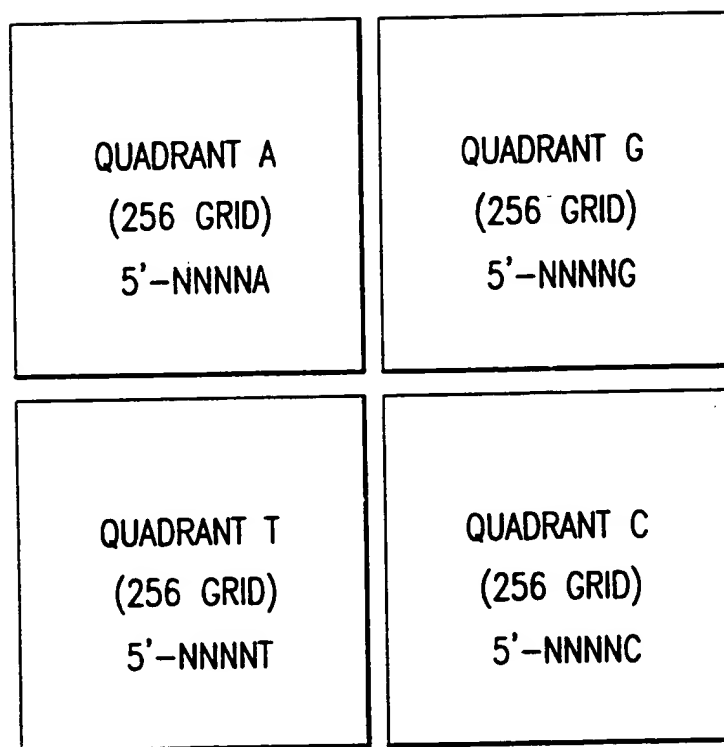 QUADRANT A
(256 GRID)
5'-NNNNA
QUADRANT G
(256 GRID)
5'-NNNNG
QUADRANT T
(256 GRID)
5'-NNNNT
QUADRANT C
(256 GRID)
5'-NNNNC